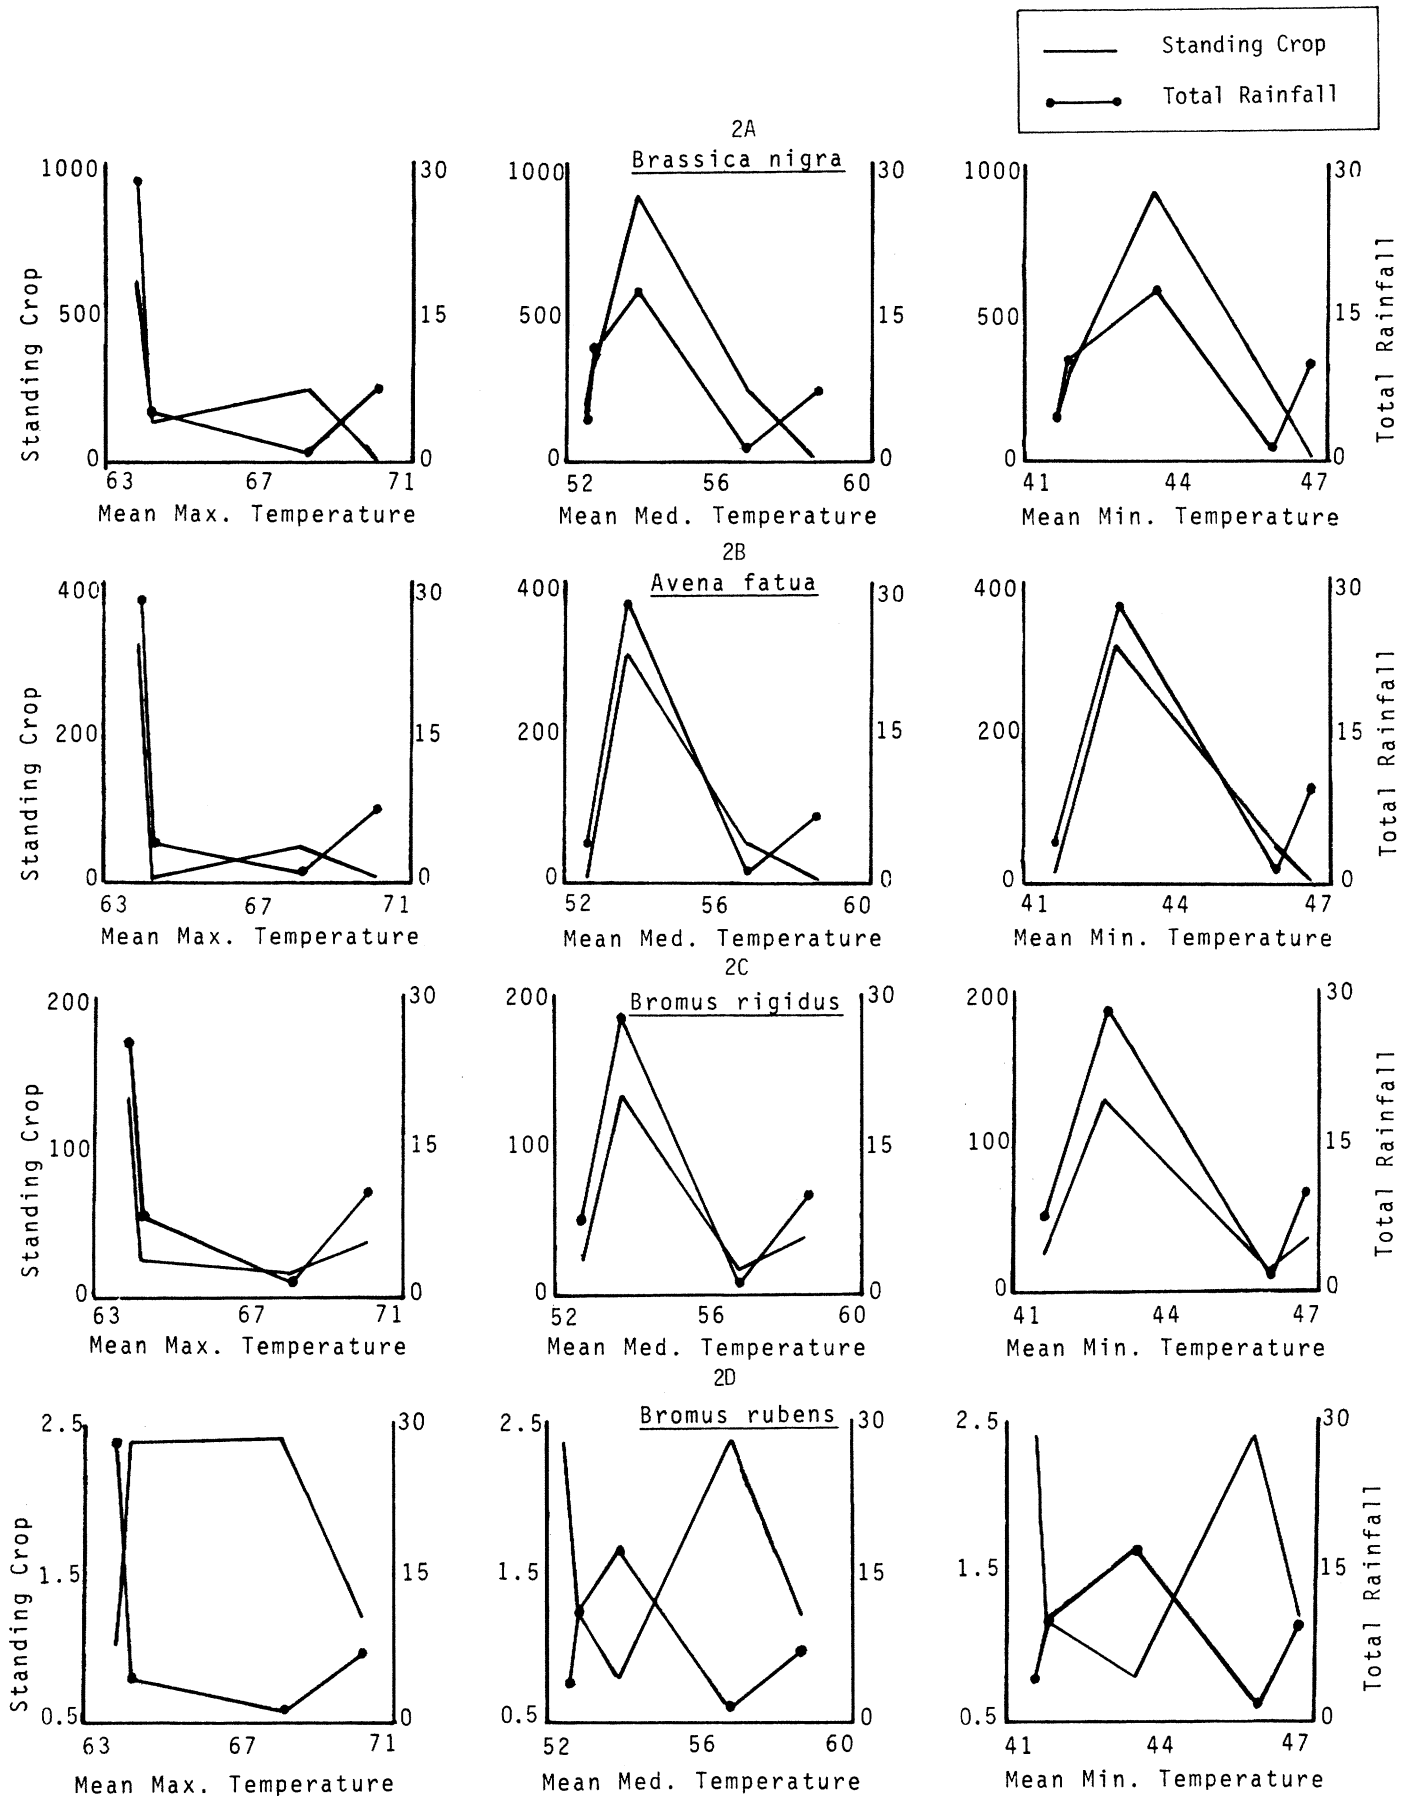 Standing Crop
Total Rainfall
2A
Brassica nigra
1000
500
0
30
15
0
63 67 71
Standing Crop
Mean Max. Temperature
1000
500
0
30
15
0
52 56 60
Mean Med. Temperature
1000
500
0
30
15
0
41 44 47
Mean Min. Temperature
Total Rainfall
2B
Avena fatua
400
200
0
30
15
0
63 67 71
Standing Crop
Mean Max. Temperature
400
200
0
30
15
0
52 56 60
Mean Med. Temperature
400
200
0
30
15
0
41 44 47
Mean Min. Temperature
Total Rainfall
2C
Bromus rigidus
200
100
0
30
15
0
63 67 71
Standing Crop
Mean Max. Temperature
200
100
0
30
15
0
52 56 60
Mean Med. Temperature
200
100
0
30
15
0
41 44 47
Mean Min. Temperature
Total Rainfall
2D
Bromus rubens
2.5
1.5
0.5
30
15
0
63 67 71
Standing Crop
Mean Max. Temperature
2.5
1.5
0.5
30
15
0
52 56 60
Mean Med. Temperature
2.5
1.5
0.5
30
15
0
41 44 47
Mean Min. Temperature
Total Rainfall